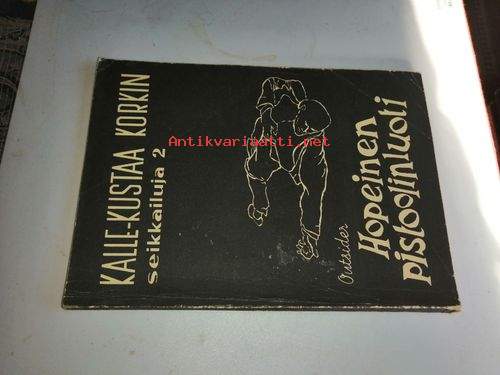 KALLE-KUSTAA KORKIN
seikkailuja 2
Antikvariaatti.net
Outsider
Hopeinen
pistoolinluoti